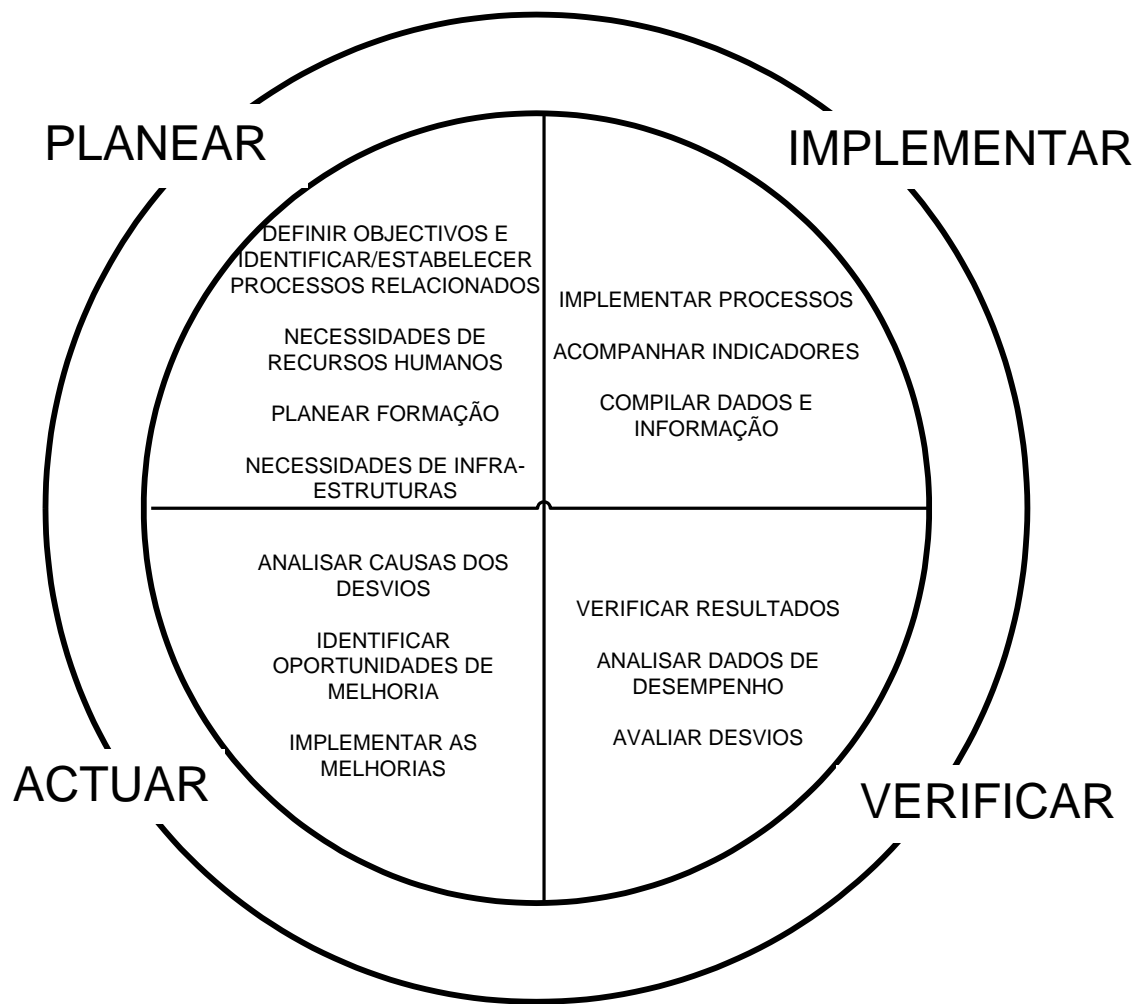 PLANEAR
DEFINIR OBJECTIVOS E
IDENTIFICAR/ESTABELECER
PROCESSOS RELACIONADOS
NECESSIDADES DE
RECURSOS HUMANOS
PLANEAR FORMAÇÃO
NECESSIDADES DE INFRA-
ESTRUTURAS
IMPLEMENTAR
IMPLEMENTAR PROCESSOS
ACOMPANHAR INDICADORES
COMPILAR DADOS E
INFORMAÇÃO
VERIFICAR RESULTADOS
ANALISAR DADOS DE
DESEMPENHO
AVALIAR DESVIOS
VERIFICAR
ANALISAR CAUSAS DOS
DESVIOS
IDENTIFICAR
OPORTUNIDADES DE
MELHORIA
IMPLEMENTAR AS
MELHORIAS
ACTUAR